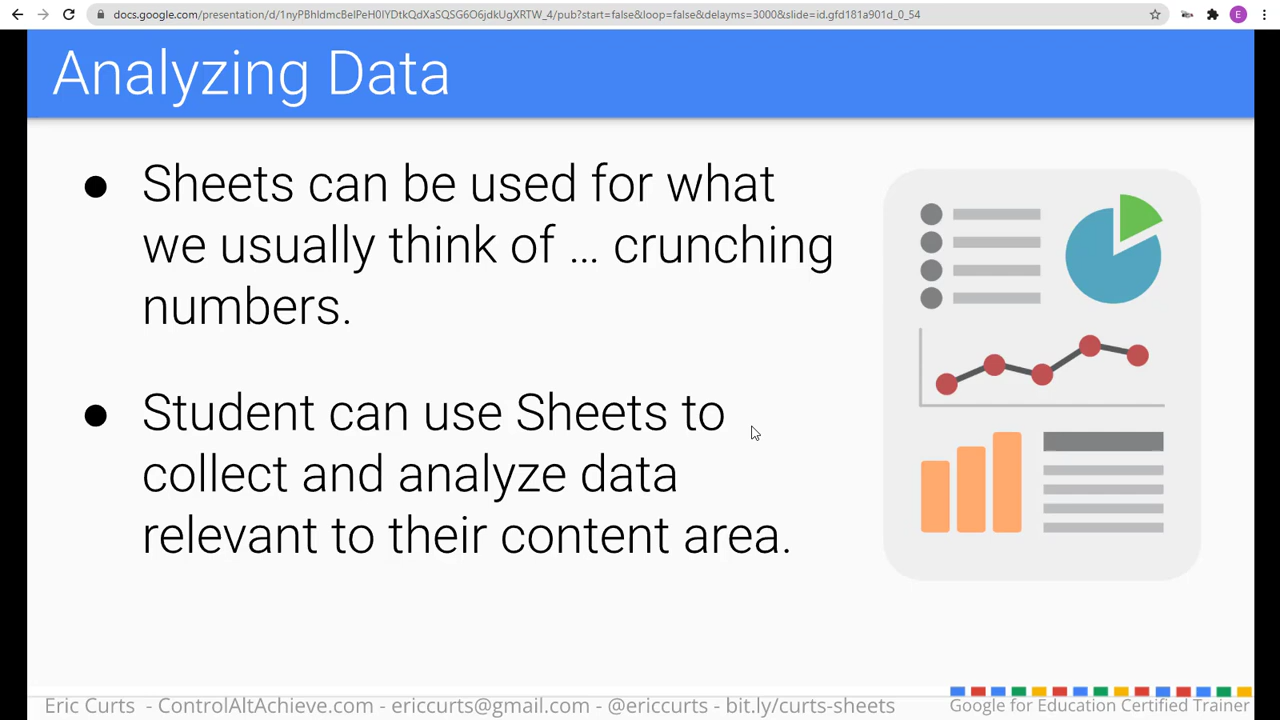 docs.google.com/presentation/d/1nyPBhldmcBelPeH0lYDtkQdXaSQSG6O6jdkUgXRTW_4/pub?start=false&loop=false&delayms=3000&slide=id.gfd181a901d_0_54
E
Analyzing Data
● Sheets can be used for what
we usually think of ... crunching
numbers.
● Student can use Sheets to
collect and analyze data
relevant to their content area.
Eric Curts - ControlAltAchieve.com - ericcurts@gmail.com - @ericcurts - bit.ly/curts-sheets
Google for Education Certified Trainer